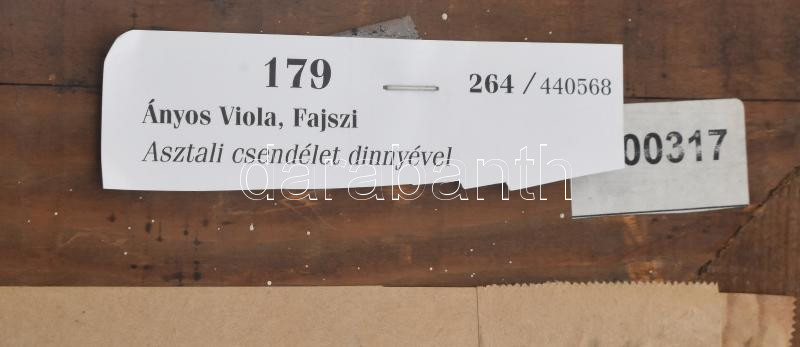 179
264 / 440568
Ányos Viola, Fajszi
Asztali csendélet dinnyével
00317
darabanth